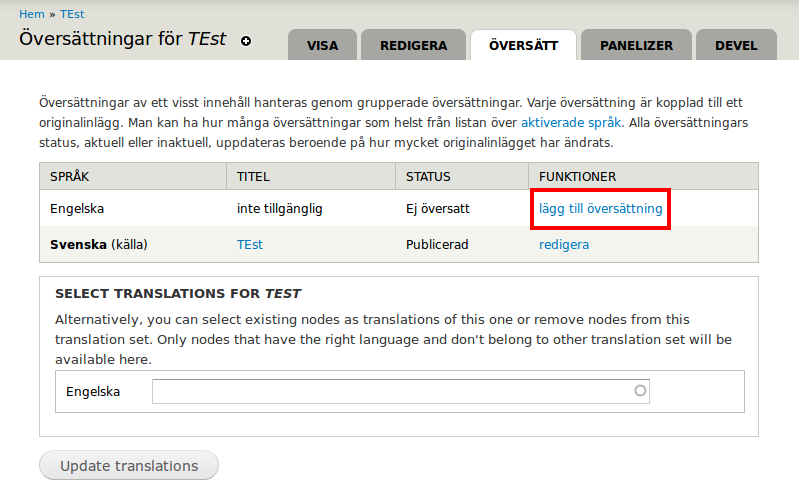 Hem » TEst
Översättningar för TEst
VISA REDIGERA ÖVERSÄTT PANELIZER DEVEL
Översättningar av ett visst innehåll hanteras genom grupperade översättningar. Varje översättning är kopplad till ett
originalinlägg. Man kan ha hur många översättningar som helst från listan över aktiverade språk. Alla översättningars
status, aktuell eller inaktuell, uppdateras beroende på hur mycket originalinlägget har ändrats.
SPRÅK TITEL STATUS FUNKTIONER
Engelska inte tillgänglig Ej översatt lägg till översättning
Svenska (källa) TEst Publicerad redigera
SELECT TRANSLATIONS FOR TEST
Alternatively, you can select existing nodes as translations of this one or remove nodes from this
translation set. Only nodes that have the right language and don't belong to other translation set will be
available here.
Engelska
Update translations